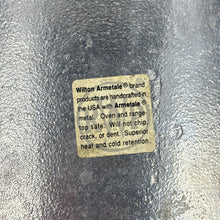 Wilton Armetale® brand
products are handcrafted in
the USA with Armetale®
metal. Oven and range-
top safe. Will not chip,
crack, or dent. Superior
heat and cold retention.